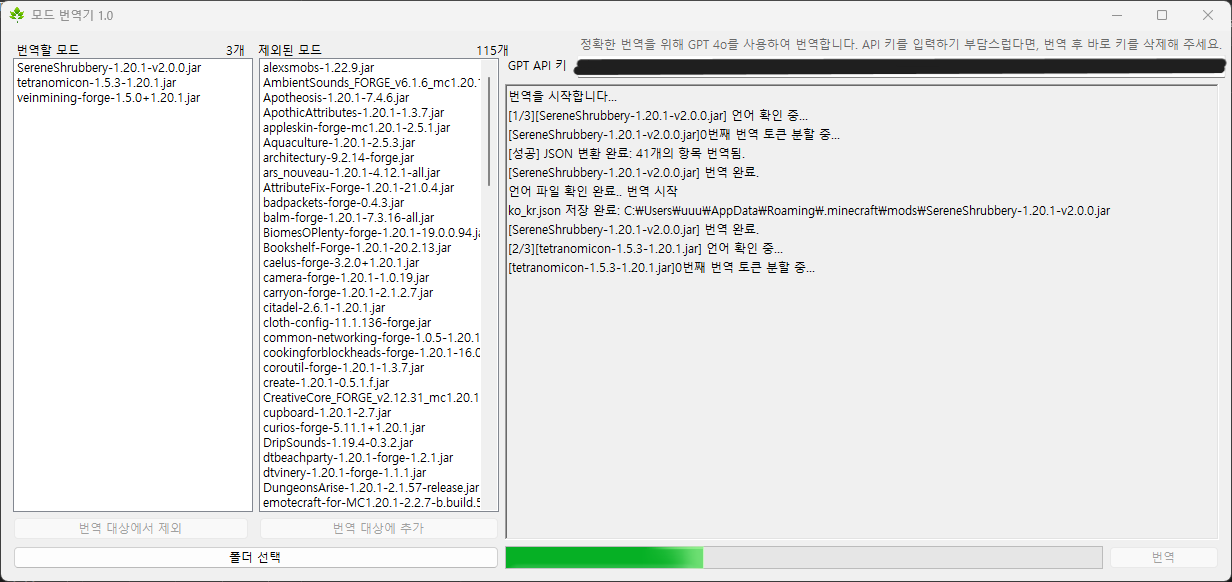 모드 번역기 1.0
번역할 모드 3개
SereneShrubbery-1.20.1-v2.0.0.jar
tetranomicon-1.5.3-1.20.1.jar
veinmining-forge-1.5.0+1.20.1.jar
제외된 모드 115개
alexsmobs-1.22.9.jar
AmbientSounds_FORGE_v6.1.6_mc1.20.
Apotheosis-1.20.1-7.4.6.jar
ApothicAttributes-1.20.1-1.3.7.jar
appleskin-forge-mc1.20.1-2.5.1.jar
Aquaculture-1.20.1-2.5.3.jar
architectury-9.2.14-forge.jar
ars_nouveau-1.20.1-4.12.1-all.jar
AttributeFix-Forge-1.20.1-21.0.4.jar
badpackets-forge-0.4.3.jar
balm-forge-1.20.1-7.3.16-all.jar
BiomesOPlenty-forge-1.20.1-19.0.0.94.ja
Bookshelf-Forge-1.20.1-20.2.13.jar
caelus-forge-3.2.0+1.20.1.jar
camera-forge-1.20.1-1.0.19.jar
carryon-forge-1.20.1-2.1.2.7.jar
citadel-2.6.1-1.20.1.jar
cloth-config-11.1.136-forge.jar
common-networking-forge-1.0.5-1.20.1
cookingforblockheads-forge-1.20.1-16.0
coroutil-forge-1.20.1-1.3.7.jar
create-1.20.1-0.5.1.f.jar
CreativeCore_FORGE_v2.12.31_mc1.20.1
cupboard-1.20.1-2.7.jar
curios-forge-5.11.1+1.20.1.jar
DripSounds-1.19.4-0.3.2.jar
dtbeachparty-1.20.1-forge-1.2.1.jar
dtvinery-1.20.1-forge-1.1.1.jar
DungeonsArise-1.20.1-2.1.57-release.jar
emotecraft-for-MC1.20.1-2.2.7-b.build.5
번역 대상에서 제외
번역 대상에 추가
폴더 선택
정확한 번역을 위해 GPT 4o를 사용하여 번역합니다. API 키를 입력하기 부담스럽다면, 번역 후 바로 키를 삭제해 주세요.
GPT API 키
번역을 시작합니다...
[1/3][SereneShrubbery-1.20.1-v2.0.0.jar] 언어 확인 중...
[SereneShrubbery-1.20.1-v2.0.0.jar]0번째 번역 토큰 분할 중...
[성공] JSON 변환 완료: 41개의 항목 번역됨.
[SereneShrubbery-1.20.1-v2.0.0.jar] 번역 완료.
언어 파일 확인 완료.. 번역 시작
ko_kr.json 저장 완료: C:₩Users₩uuu₩AppData₩Roaming₩.minecraft₩mods₩SereneShrubbery-1.20.1-v2.0.0.jar
[SereneShrubbery-1.20.1-v2.0.0.jar] 번역 완료.
[2/3][tetranomicon-1.5.3-1.20.1.jar] 언어 확인 중...
[tetranomicon-1.5.3-1.20.1.jar]0번째 번역 토큰 분할 중...
번역